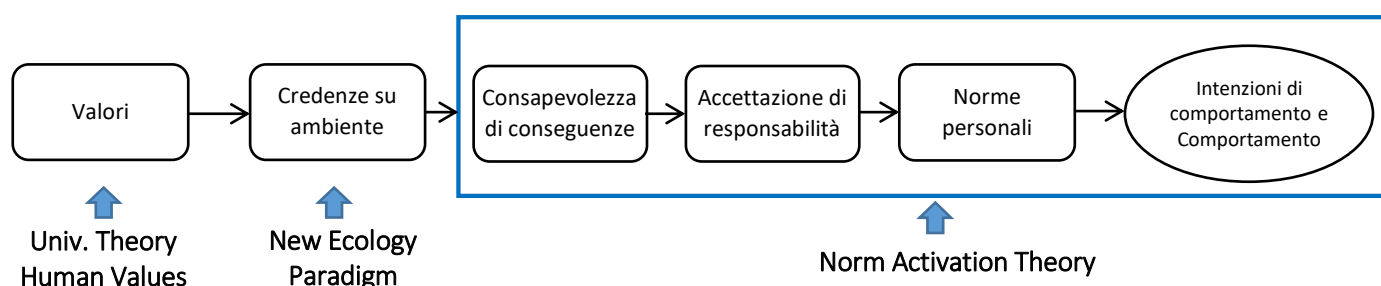 Valori
Credenze su
ambiente
Consapevolezza
di conseguenze
Accettazione di
responsabilità
Norme
personali
Intenzioni di
comportamento e
Comportamento
Univ. Theory
Human Values
New Ecology
Paradigm
Norm Activation Theory